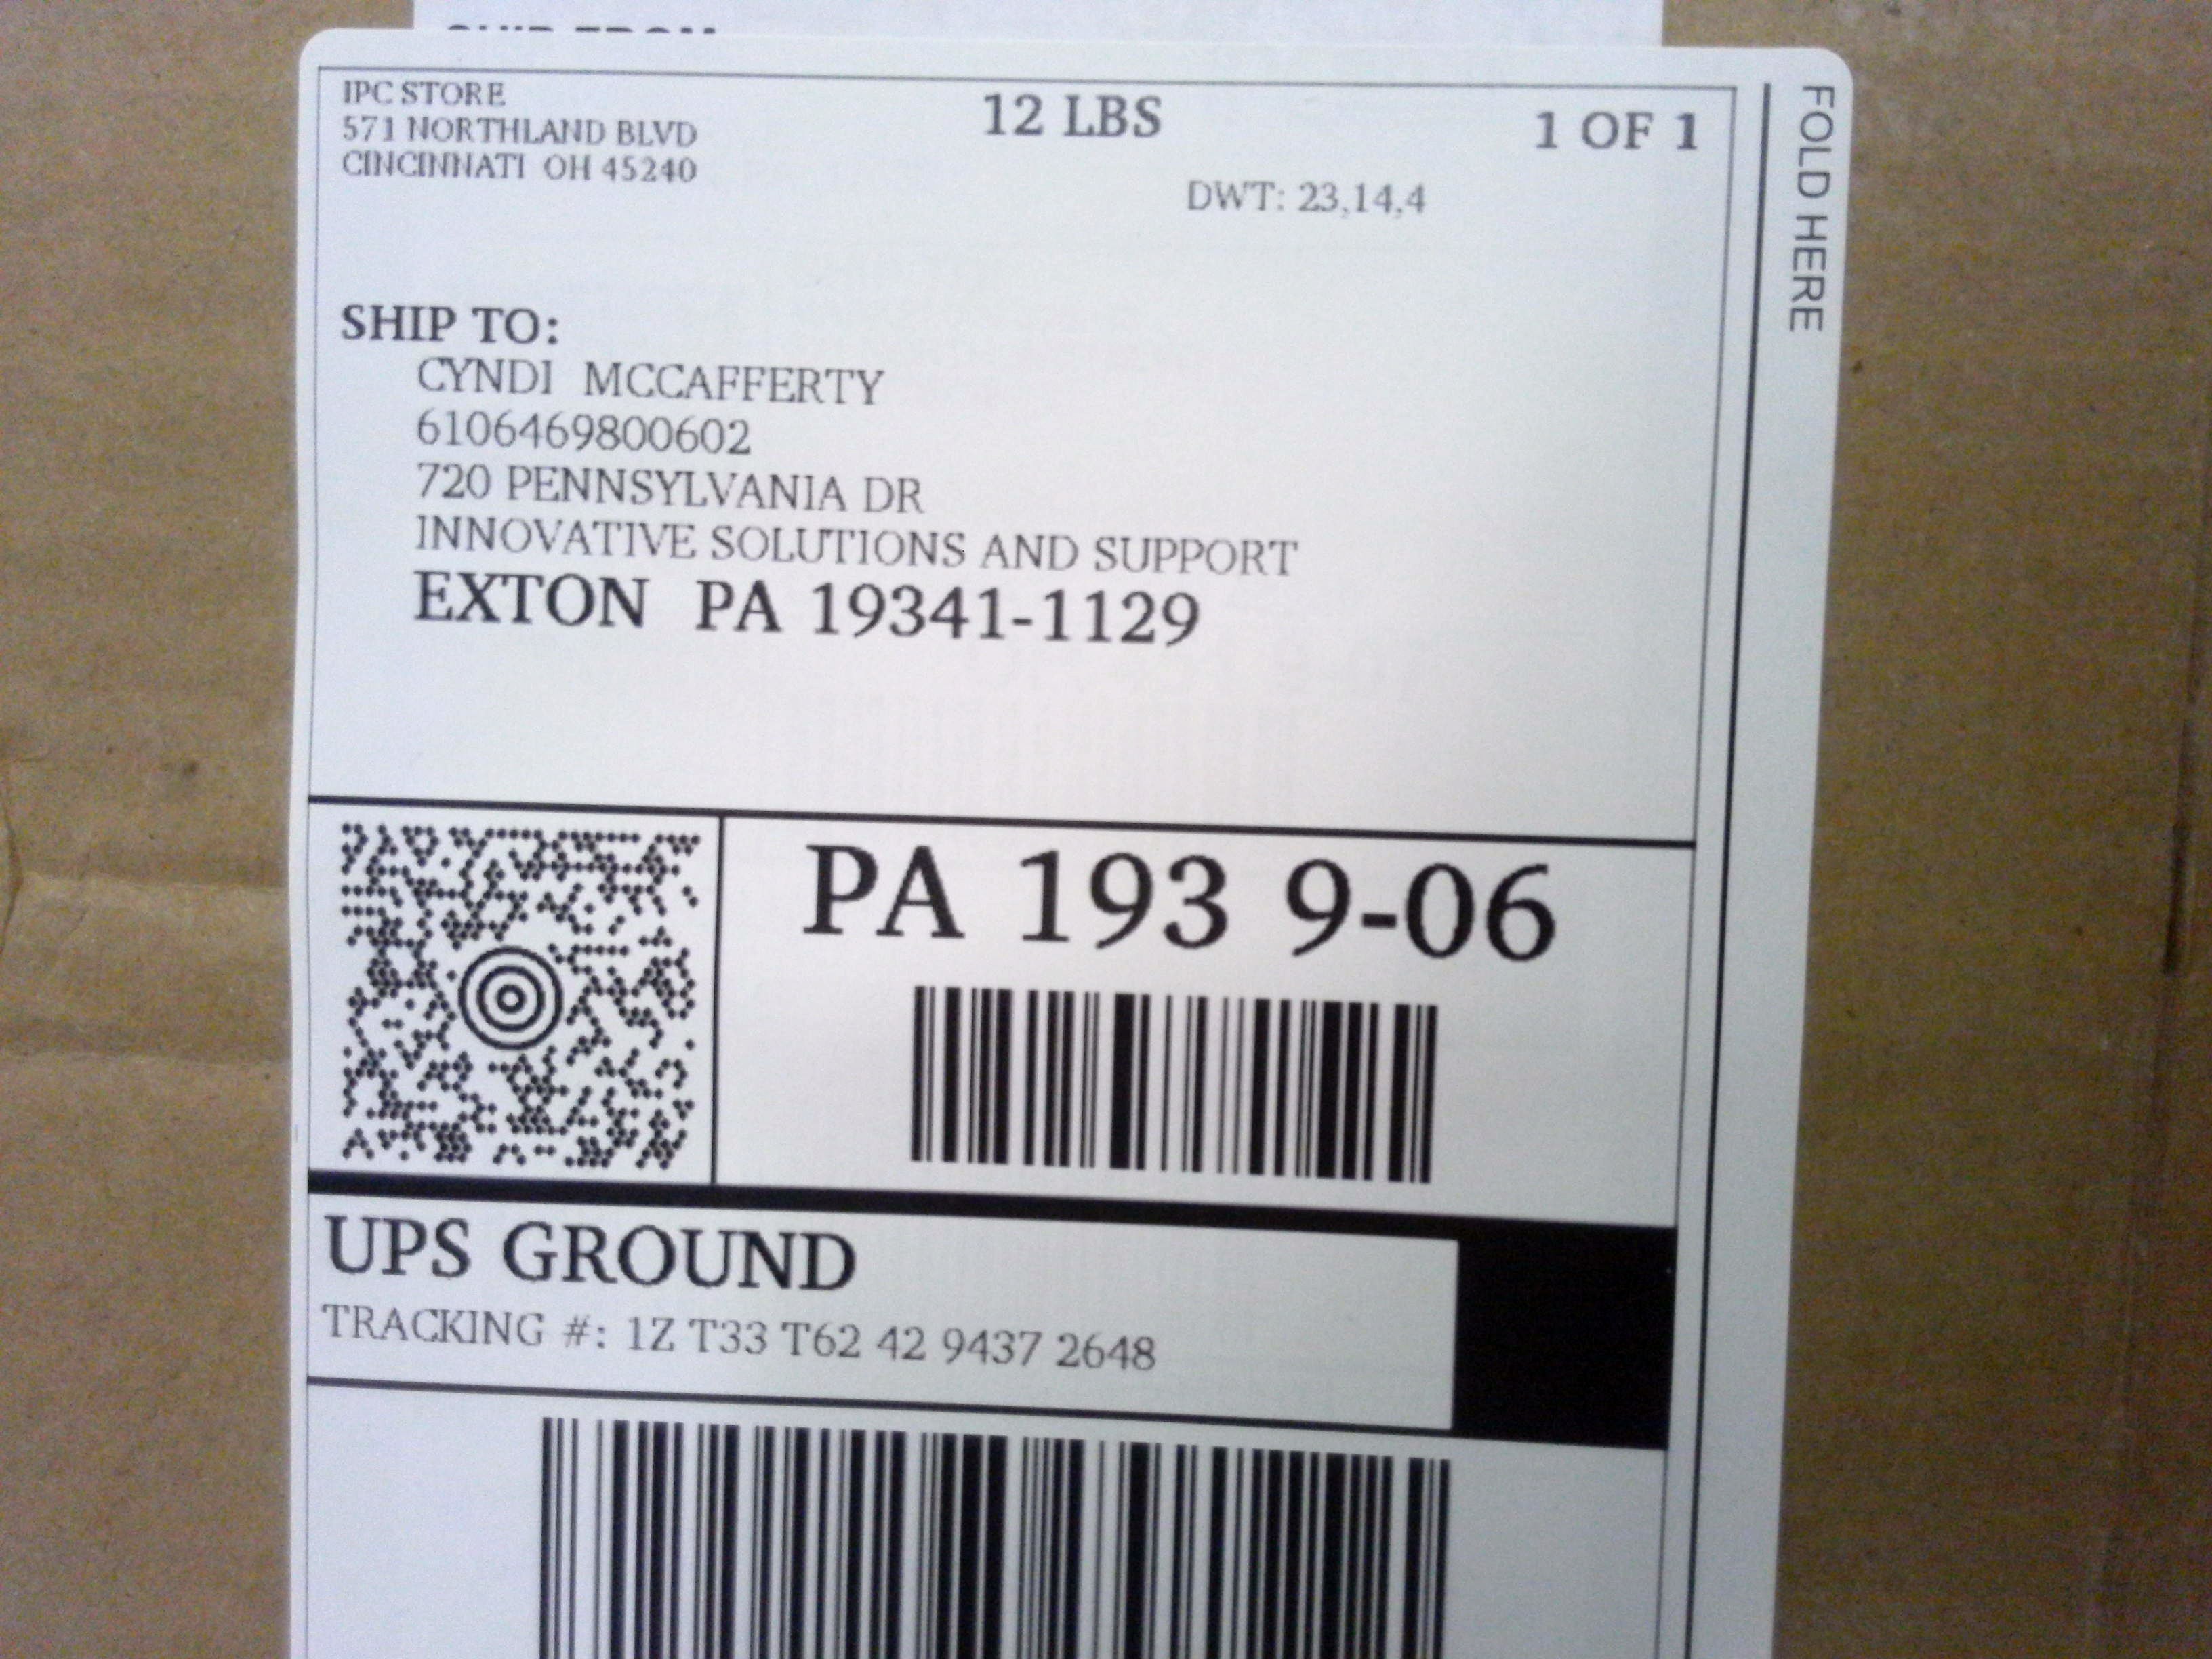 IPC STORE
571 NORTHLAND BLVD
CINCINNATI OH 45240
12 LBS
1 OF 1
DWT: 23,14,4
FOLD HERE
SHIP TO:
CYNDI MCCAFFERTY
6106469800602
720 PENNSYLVANIA DR
INNOVATIVE SOLUTIONS AND SUPPORT
EXTON PA 19341-1129
PA 193 9-06
UPS GROUND
TRACKING #: 1Z T33 T62 42 9437 2648